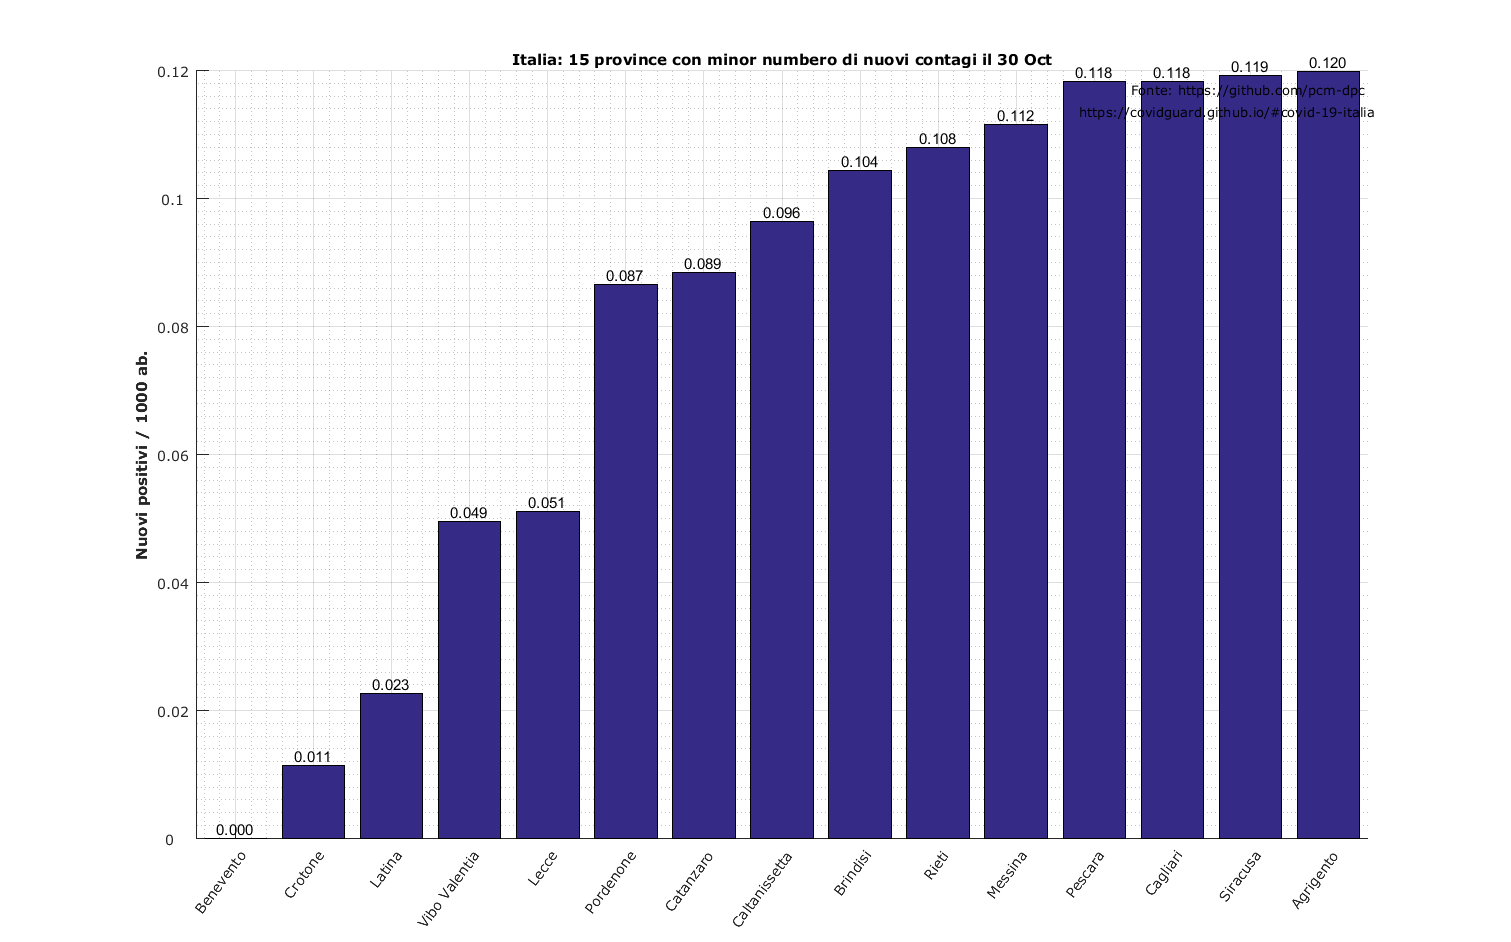 Italia: 15 province con minor numbero di nuovi contagi il 30 Oct
Fonte: https://github.com/pcm-dpc
https://covidguard.github.io/#covid-19-italia
Nuovi positivi / 1000 ab.
0.12
0.1
0.08
0.06
0.04
0.02
0
0.000
0.011
0.023
0.049
0.051
0.087
0.089
0.096
0.104
0.108
0.112
0.118
0.118
0.119
0.120
Benevento
Crotone
Latina
Vibo Valentia
Lecce
Pordenone
Catanzaro
Caltanissetta
Brindisi
Rieti
Messina
Pescara
Cagliari
Siracusa
Agrigento